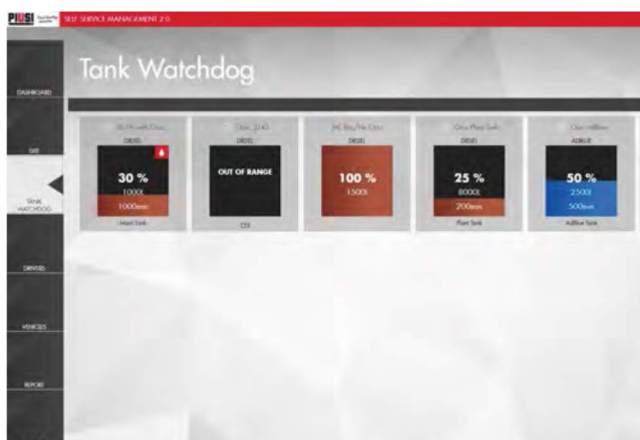 PIUSI
SELF SERVICE MANAGEMENT 2.0
Tank Watchdog
DASHBOARD
SITE
TANK
WATCHDOG
DRIVERS
VEHICLES
REPORT
DIESEL
30 %
1000l
1000mm
Main Tank
DIESEL
OUT OF RANGE
DIESEL
100 %
1500l
DIESEL
25 %
8000l
200mm
Plant Tank
ADBLUE
50 %
2500l
500mm
AdBlue Tank